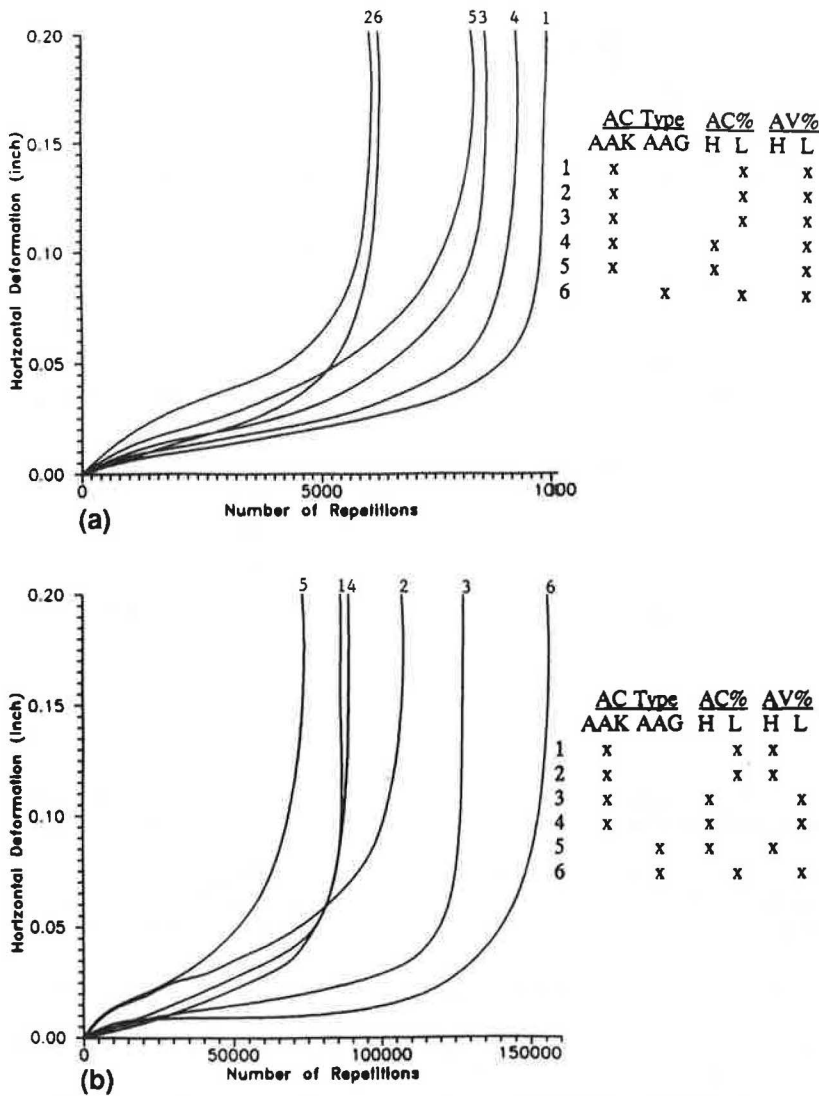 26 53 4 1
0.20
0.15
0.10
0.05
0.00
Horizontal Deformation (inch)
0 5000 1000
Number of Repetitions
(a)
AC Type AC% AV%
AAK AAG H L H L
1 x x x
2 x x x
3 x x x
4 x x x
5 x x x
6 x x x
5 14 2 3 6
0.20
0.15
0.10
0.05
0.00
Horizontal Deformation (Inch)
0 50000 100000 150000
Number of Repetitions
(b)
AC Type AC% AV%
AAK AAG H L H L
1 x x x
2 x x x
3 x x x
4 x x x
5 x x x
6 x x x